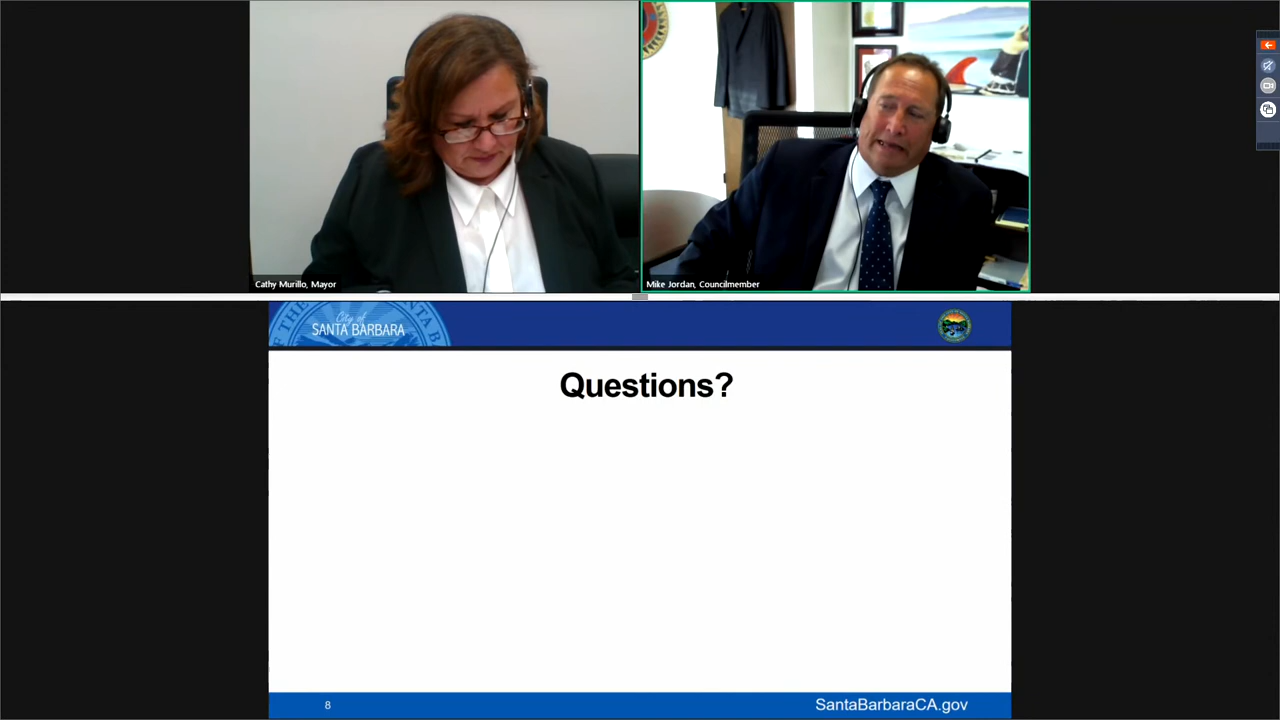 Cathy Murillo, Mayor
Mike Jordan, Councilmember
City of
SANTA BARBARA
Questions?
8
SantaBarbaraCA.gov